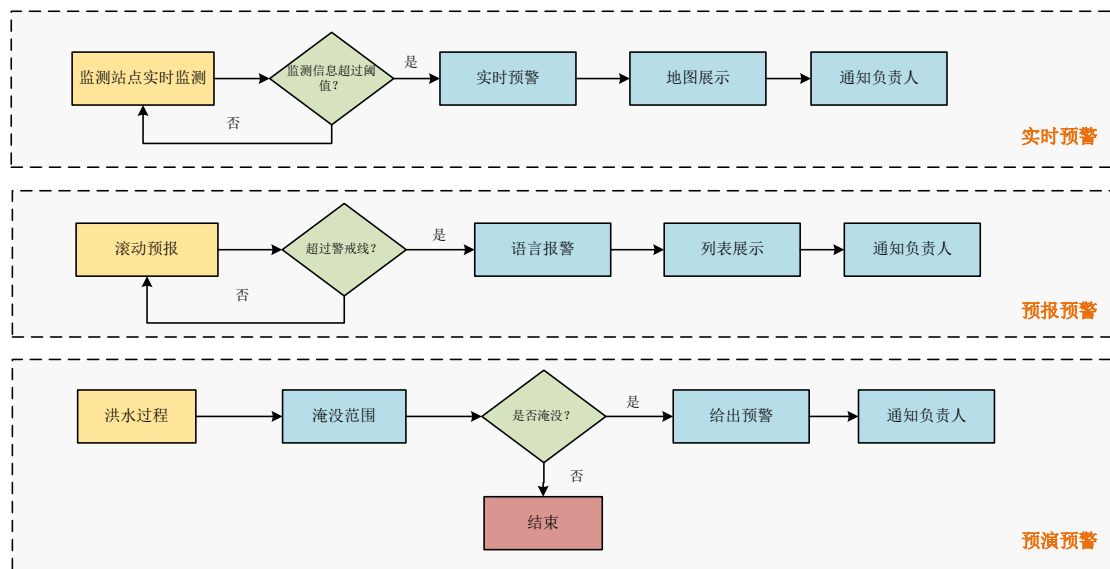 监测站点实时监测
监测信息超过阈
值？
是
实时预警
地图展示
通知负责人
否
实时预警
滚动预报
超过警戒线？
是
语言报警
列表展示
通知负责人
否
预报预警
洪水过程
淹没范围
是否淹没？
是
给出预警
通知负责人
否
结束
预演预警